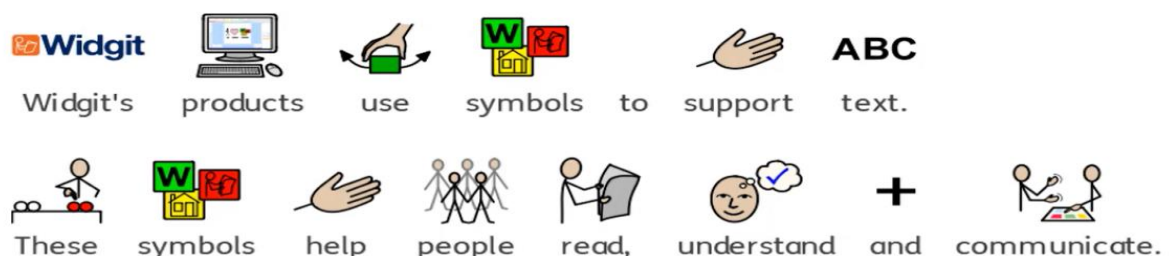 Widgit
W
ABC
Widgit's products use symbols to support text.
W
These symbols help people read, understand and communicate.